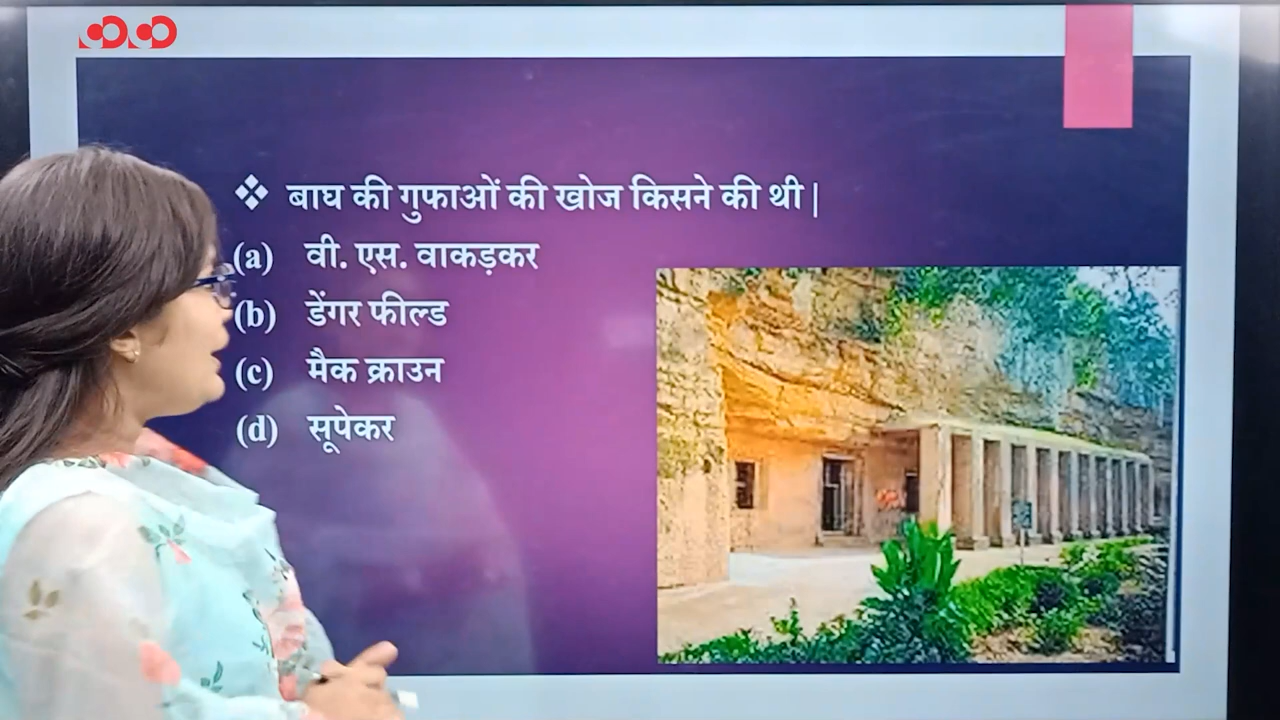 ❖ बाघ की गुफाओं की खोज किसने की थी |
(a) वी. एस. वाकड़कर
(b) डेंगर फील्ड
(c) मैक क्राउन
(d) सूपेकर